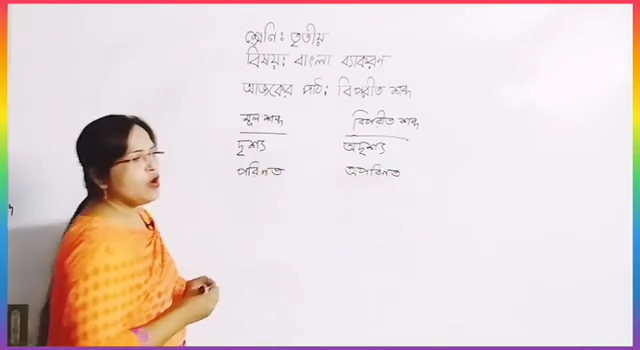 শ্রেণি: তৃতীয়
বিষয়: বাংলা ব্যাকরণ
আজকের পাঠ: বিপরীত শব্দ
মূল শব্দ বিপরীত শব্দ
দৃশ্য অদৃশ্য
পরিণত অপরিণত